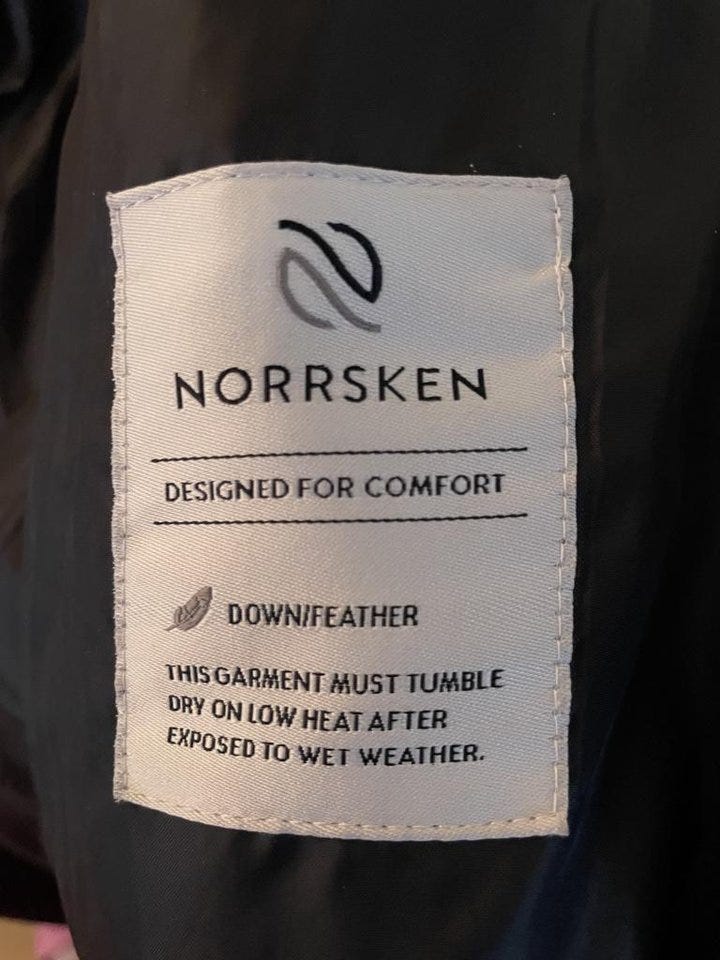 NORRSKEN
DESIGNED FOR COMFORT
DOWN/FEATHER
THIS GARMENT MUST TUMBLE
DRY ON LOW HEAT AFTER
EXPOSED TO WET WEATHER.